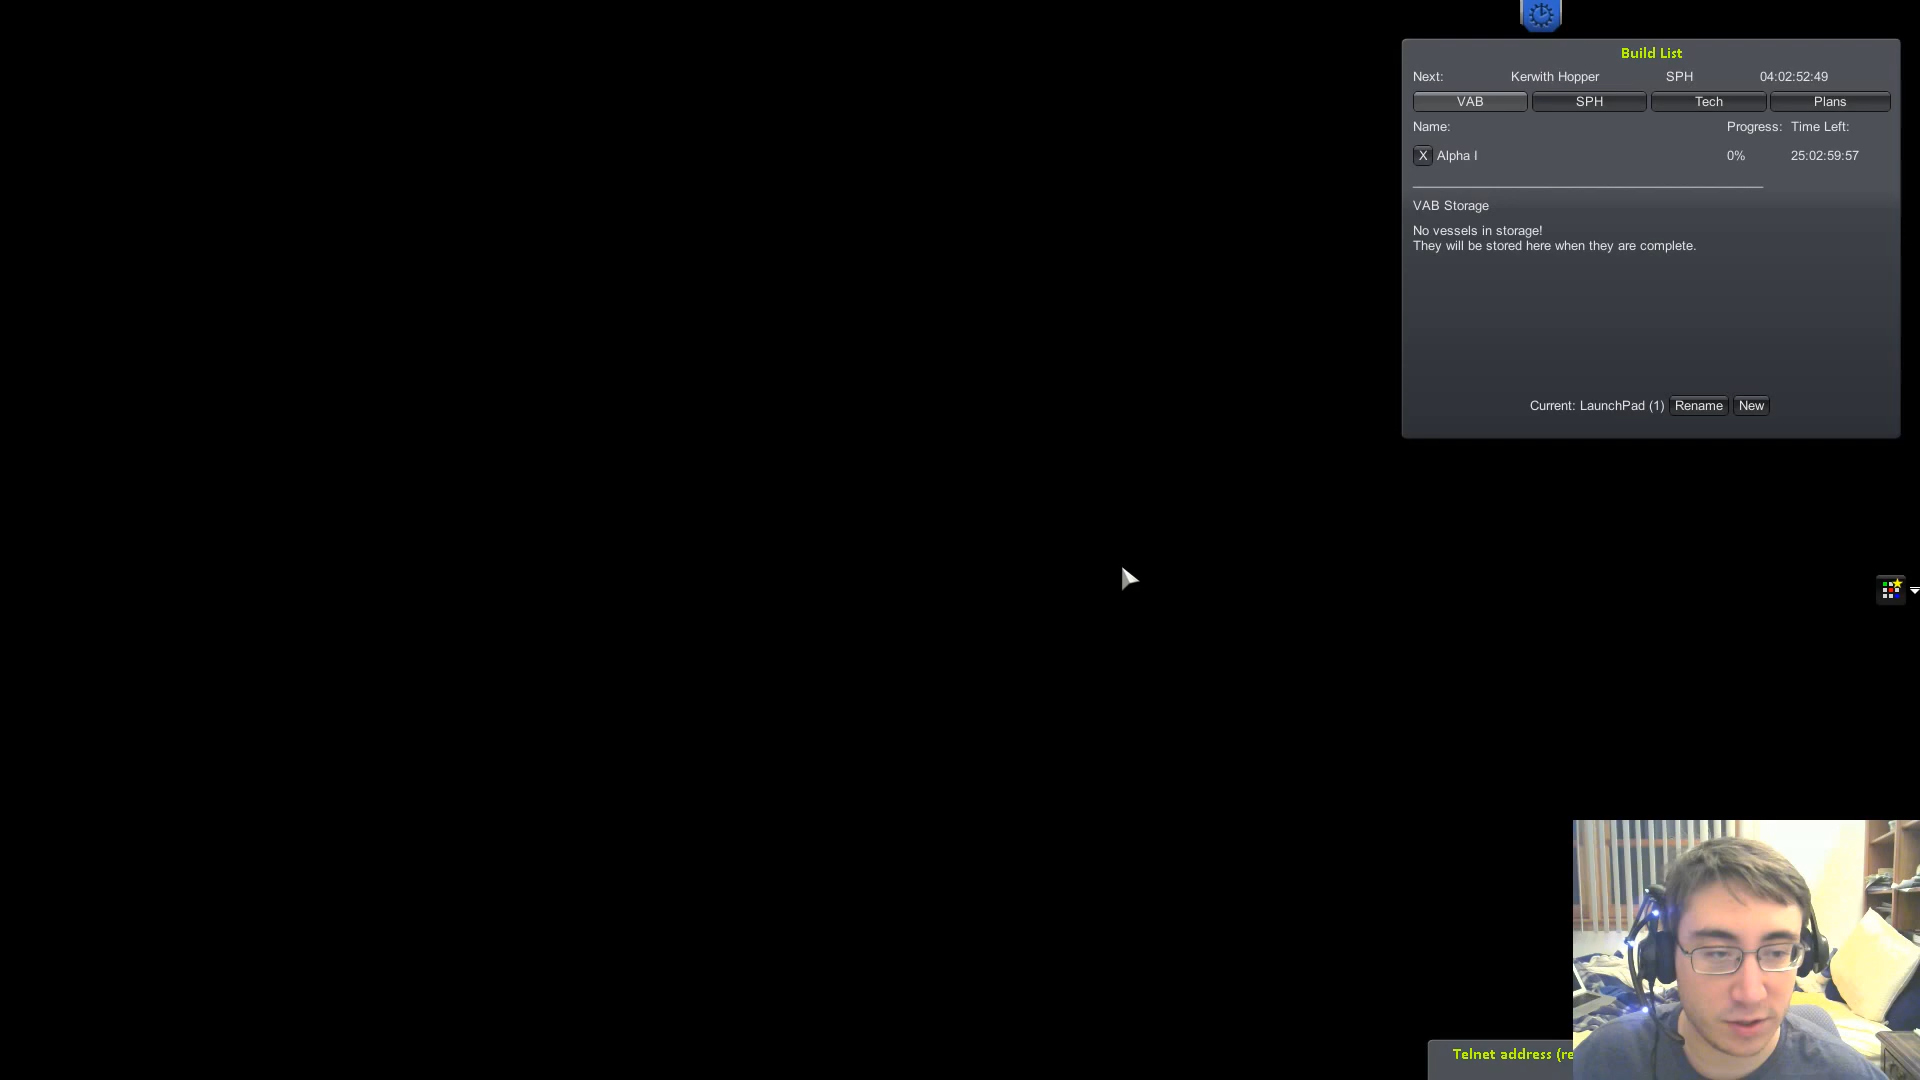 Build List
Next: Kerwith Hopper SPH 04:02:52:49
VAB SPH Tech Plans
Name: Progress: Time Left:
X Alpha I 0% 25:02:59:57
VAB Storage
No vessels in storage!
They will be stored here when they are complete.
Current: LaunchPad (1) Rename New
Telnet address (re